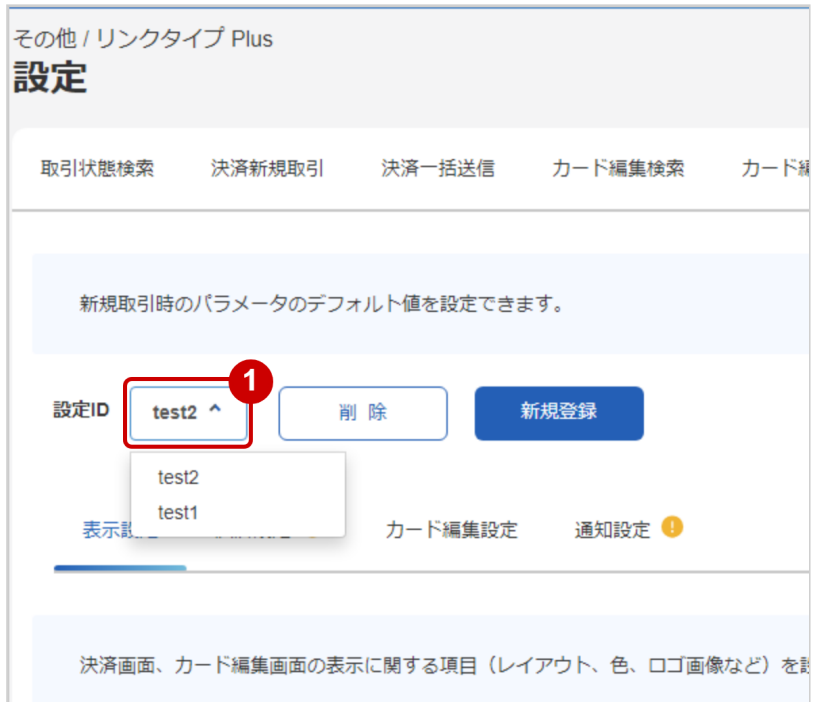 その他 / リンクタイプ Plus
設定
取引状態検索 決済新規取引 決済一括送信 カード編集検索 カード
新規取引時のパラメータのデフォルト値を設定できます。
1
設定ID test2 削 除 新規登録
test2
test1
表示設 カード編集設定 通知設定 !
決済画面、カード編集画面の表示に関する項目（レイアウト、色、ロゴ画像など）を